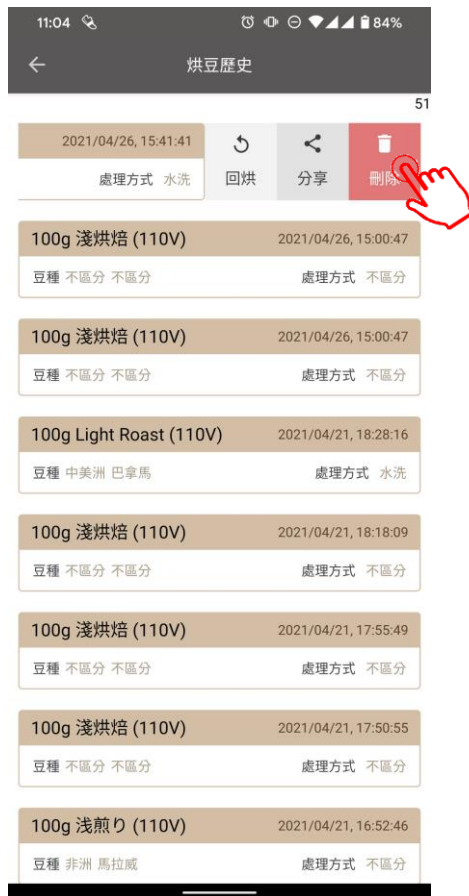 11:04 84%
烘豆歷史
51
2021/04/26, 15:41:41
處理方式 水洗
回烘 分享 刪除
100g 淺烘焙 (110V) 2021/04/26, 15:00:47
豆種 不區分 不區分 處理方式 不區分
100g 淺烘焙 (110V) 2021/04/26, 15:00:47
豆種 不區分 不區分 處理方式 不區分
100g Light Roast (110V) 2021/04/21, 18:28:16
豆種 中美洲 巴拿馬 處理方式 水洗
100g 淺烘焙 (110V) 2021/04/21, 18:18:09
豆種 不區分 不區分 處理方式 不區分
100g 淺烘焙 (110V) 2021/04/21, 17:55:49
豆種 不區分 不區分 處理方式 不區分
100g 淺烘焙 (110V) 2021/04/21, 17:50:55
豆種 不區分 不區分 處理方式 不區分
100g 浅煎り (110V) 2021/04/21, 16:52:46
豆種 非洲 馬拉威 處理方式 不區分